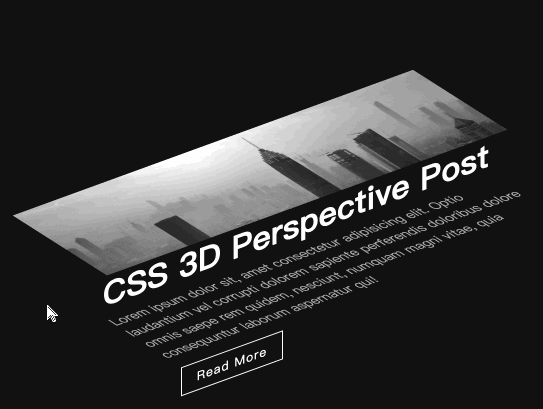 CSS 3D Perspective Post
Lorem ipsum dolor sit, amet consectetur adipisicing elit. Optio
laudantium vel corrupti dolorem sapiente perferendis doloribus dolore
omnis saepe rem quidem, nesciunt, numquam magni vitae, quia
consequuntur laborum aspernatur qui!
Read More